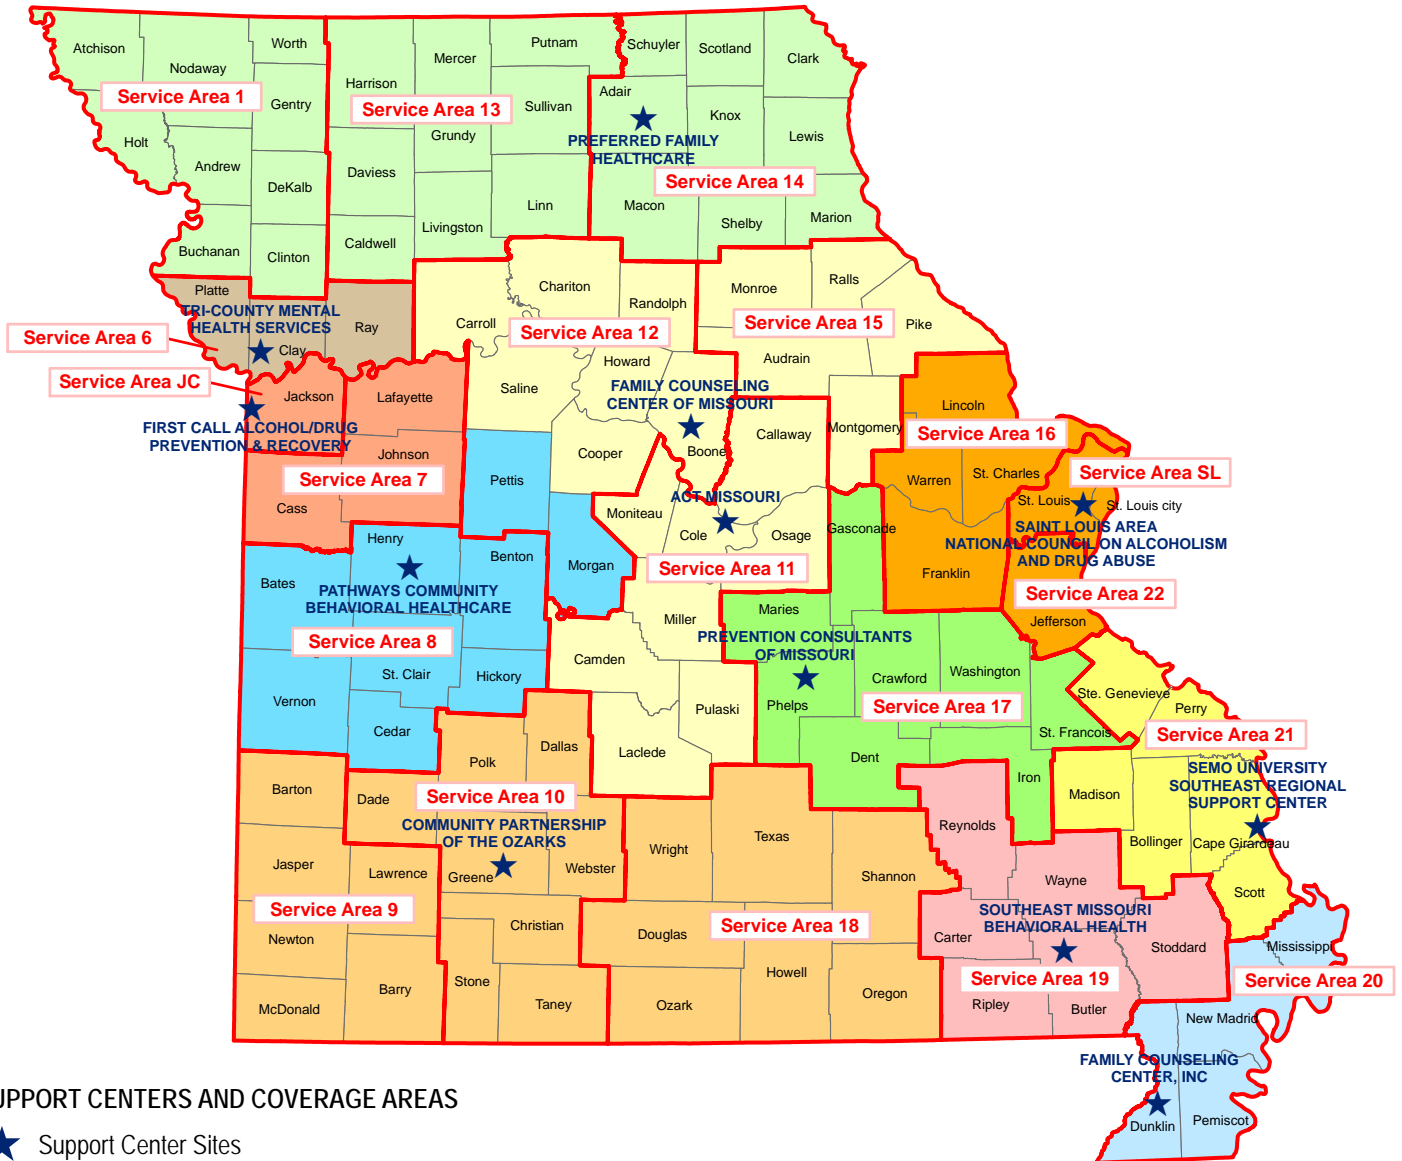 Atchison
Nodaway
Worth
Gentry
Service Area 1
Holt
Andrew
DeKalb
Buchanan
Clinton
Harrison
Mercer
Putnam
Service Area 13
Sullivan
Grundy
Daviess
Linn
Livingston
Caldwell
Schuyler
Scotland
Clark
Adair
Knox
Lewis
PREFERRED FAMILY
HEALTHCARE
Service Area 14
Macon
Shelby
Marion
Platte
TRI-COUNTY MENTAL
HEALTH SERVICES
Ray
Clay
Service Area 6
Service Area JC
Jackson
FIRST CALL ALCOHOL/DRUG
PREVENTION & RECOVERY
Lafayette
Johnson
Service Area 7
Cass
Chariton
Randolph
Carroll
Service Area 12
Howard
Saline
FAMILY COUNSELING
CENTER OF MISSOURI
Boone
Cooper
Monroe
Ralls
Pike
Service Area 15
Audrain
Callaway
Montgomery
Lincoln
Service Area 16
Warren
St. Charles
Franklin
Service Area SL
St. Louis
St. Louis city
SAINT LOUIS AREA
NATIONAL COUNCIL ON ALCOHOLISM
AND DRUG ABUSE
Service Area 22
Jefferson
Pettis
Henry
Benton
Morgan
Bates
PATHWAYS COMMUNITY
BEHAVIORAL HEALTHCARE
Service Area 8
St. Clair
Hickory
Vernon
Cedar
ACT MISSOURI
Moniteau
Cole
Osage
Service Area 11
Miller
Camden
Pulaski
Laclede
Gasconade
Maries
PREVENTION CONSULTANTS
OF MISSOURI
Crawford
Washington
Phelps
Service Area 17
St. Francois
Dent
Iron
Ste. Genevieve
Perry
Service Area 21
SEMO UNIVERSITY
SOUTHEAST REGIONAL
SUPPORT CENTER
Madison
Bollinger
Cape Girardeau
Scott
Barton
Jasper
Lawrence
Service Area 9
Newton
Barry
McDonald
Dallas
Polk
Dade
Service Area 10
COMMUNITY PARTNERSHIP
OF THE OZARKS
Greene
Webster
Christian
Stone
Taney
Texas
Wright
Shannon
Service Area 18
Douglas
Howell
Ozark
Oregon
Reynolds
Wayne
SOUTHEAST MISSOURI
BEHAVIORAL HEALTH
Carter
Stoddard
Service Area 19
Ripley
Butler
Mississippi
Service Area 20
New Madrid
FAMILY COUNSELING
CENTER, INC
Dunklin
Pemiscot
UPPORT CENTERS AND COVERAGE AREAS
Support Center Sites